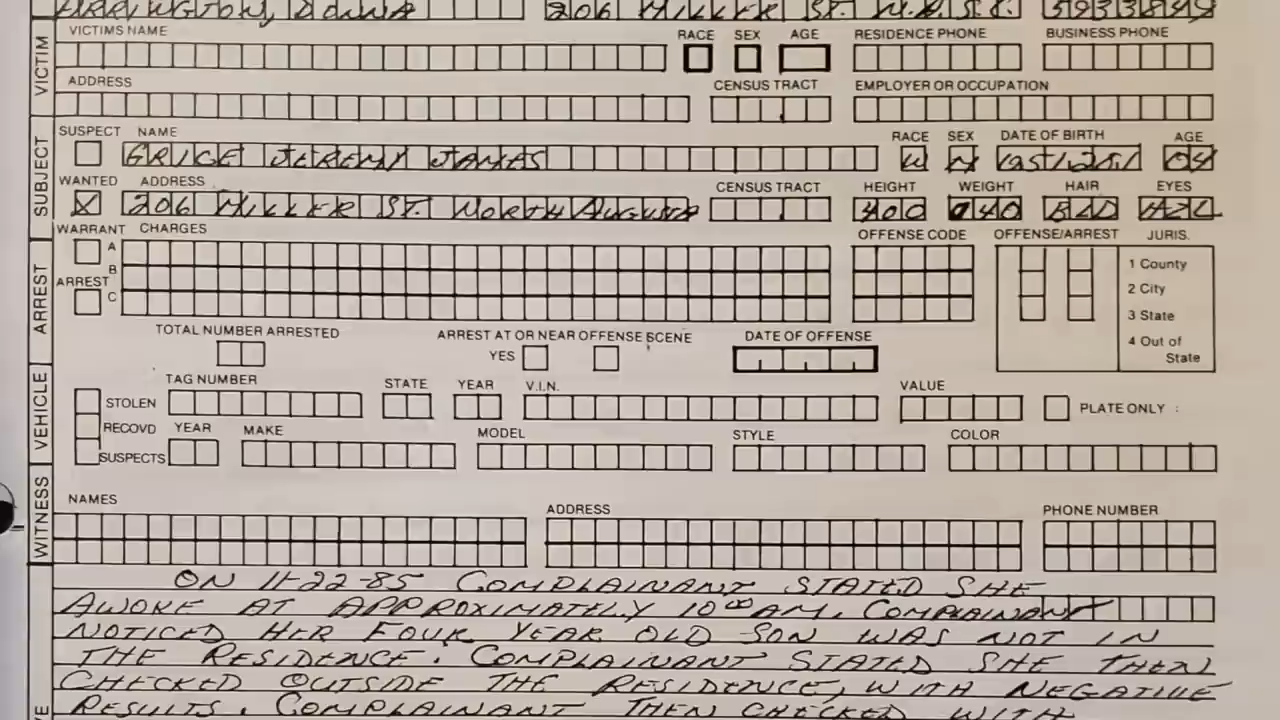 206 MILLER ST. N.A. S.C. 5933849
VICTIM
VICTIMS NAME RACE SEX AGE RESIDENCE PHONE BUSINESS PHONE
ADDRESS CENSUS TRACT EMPLOYER OR OCCUPATION
SUBJECT
SUSPECT NAME RACE SEX DATE OF BIRTH AGE
GRICE JEREMY JAMES W M 04
WANTED ADDRESS CENSUS TRACT HEIGHT WEIGHT HAIR EYES
X 206 MILLER ST. NORTH AUGUSTA 400 040 HZL
ARREST
WARRANT CHARGES OFFENSE CODE OFFENSE/ARREST JURIS.
A
B
ARREST C
1 County
2 City
3 State
4 Out of
State
TOTAL NUMBER ARRESTED ARREST AT OR NEAR OFFENSE SCENE DATE OF OFFENSE
YES
VEHICLE
TAG NUMBER STATE YEAR V.I.N. VALUE
STOLEN PLATE ONLY
RECOVD YEAR MAKE MODEL STYLE COLOR
SUSPECTS
WITNESS
NAMES ADDRESS PHONE NUMBER
ON 11-22-85 COMPLAINANT STATED SHE
AWOKE AT APPROXIMATELY 10 00 AM. COMPLAINANT
NOTICED HER FOUR YEAR OLD SON WAS NOT IN
THE RESIDENCE. COMPLAINANT STATED SHE THEN
CHECKED OUTSIDE THE RESIDENCE, WITH NEGATIVE
RESULTS. COMPLAINANT THEN CHECKED WITH